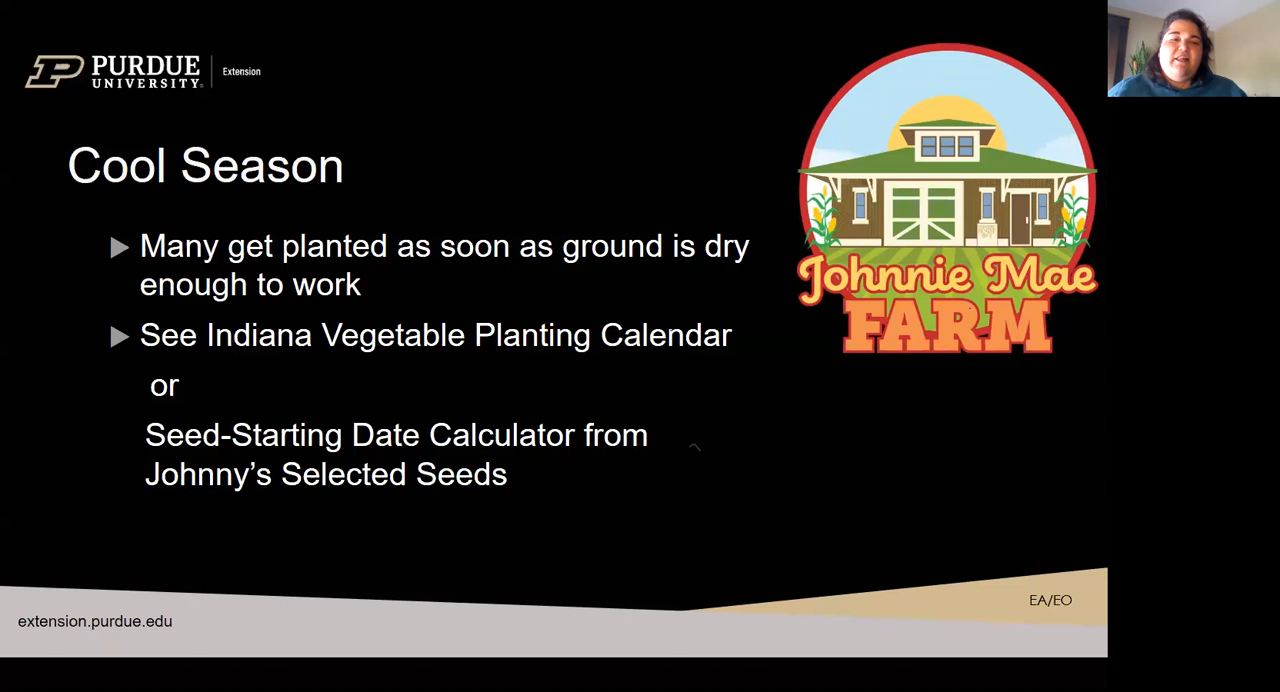 PURDUE
UNIVERSITY
Extension
Cool Season
Many get planted as soon as ground is dry
enough to work
See Indiana Vegetable Planting Calendar
or
Seed-Starting Date Calculator from
Johnny’s Selected Seeds
Johnnie Mae
FARM
EA/EO
extension.purdue.edu